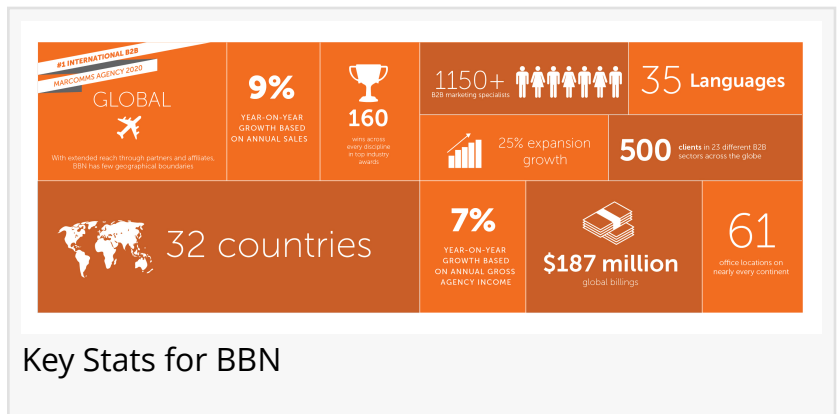 #1 INTERNATIONAL B2B
MARCOMMS AGENCY 2020
GLOBAL
With extended reach through partners and affiliates,
BBN has few geographical boundaries
9%
YEAR-ON-YEAR
GROWTH BASED
ON ANNUAL SALES
160
wins across
every discipline
in top industry
awards
1150+
B2B marketing specialists
35 Languages
25% expansion
growth
500 clients in 23 different B2B
sectors across the globe
32 countries
7%
YEAR-ON-YEAR
GROWTH BASED
ON ANNUAL GROSS
AGENCY INCOME
$187 million
global billings
61
office locations on
nearly every continent
Key Stats for BBN